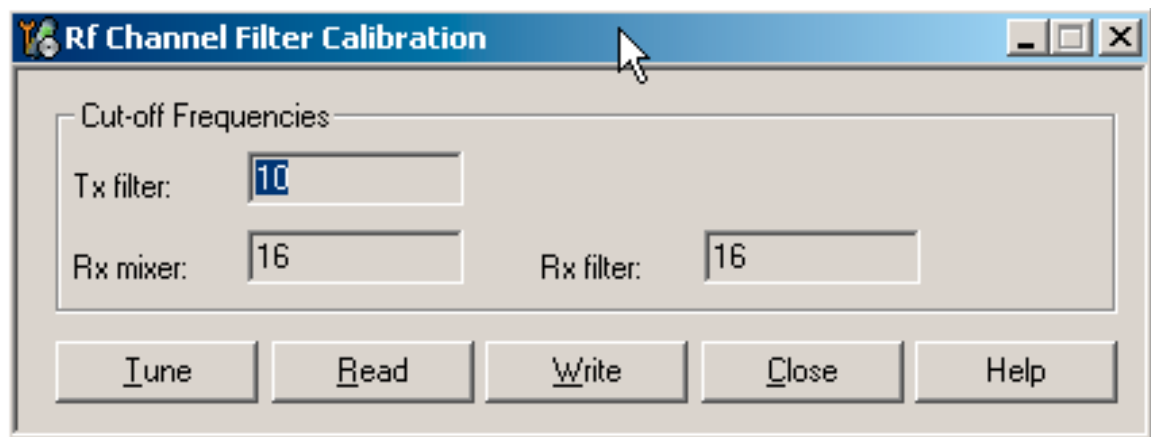 Rf Channel Filter Calibration
Cut-off Frequencies
Tx filter: 10
Rx mixer: 16 Rx filter: 16
Tune Read Write Close Help